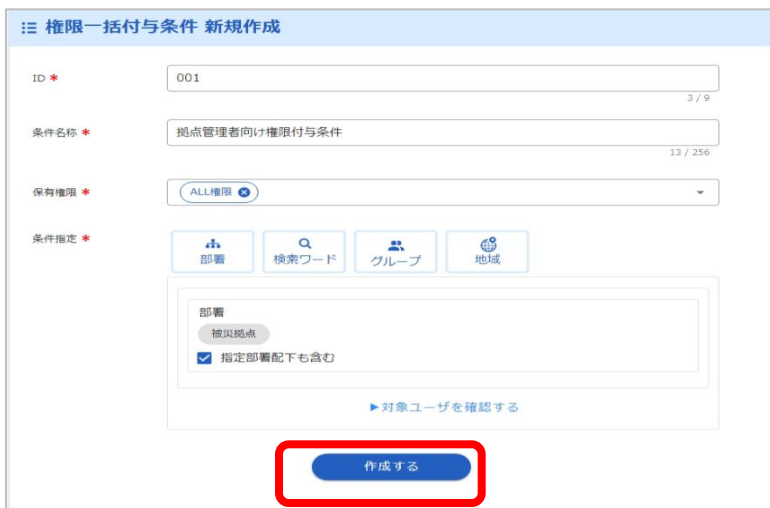 権限一括付与条件 新規作成
ID *
001
3 / 9
条件名称 *
拠点管理者向け権限付与条件
13 / 256
保有権限 *
ALL権限
条件指定 *
部署
検索ワード
グループ
地域
部署
被災拠点
指定部署配下も含む
▶対象ユーザを確認する
作成する